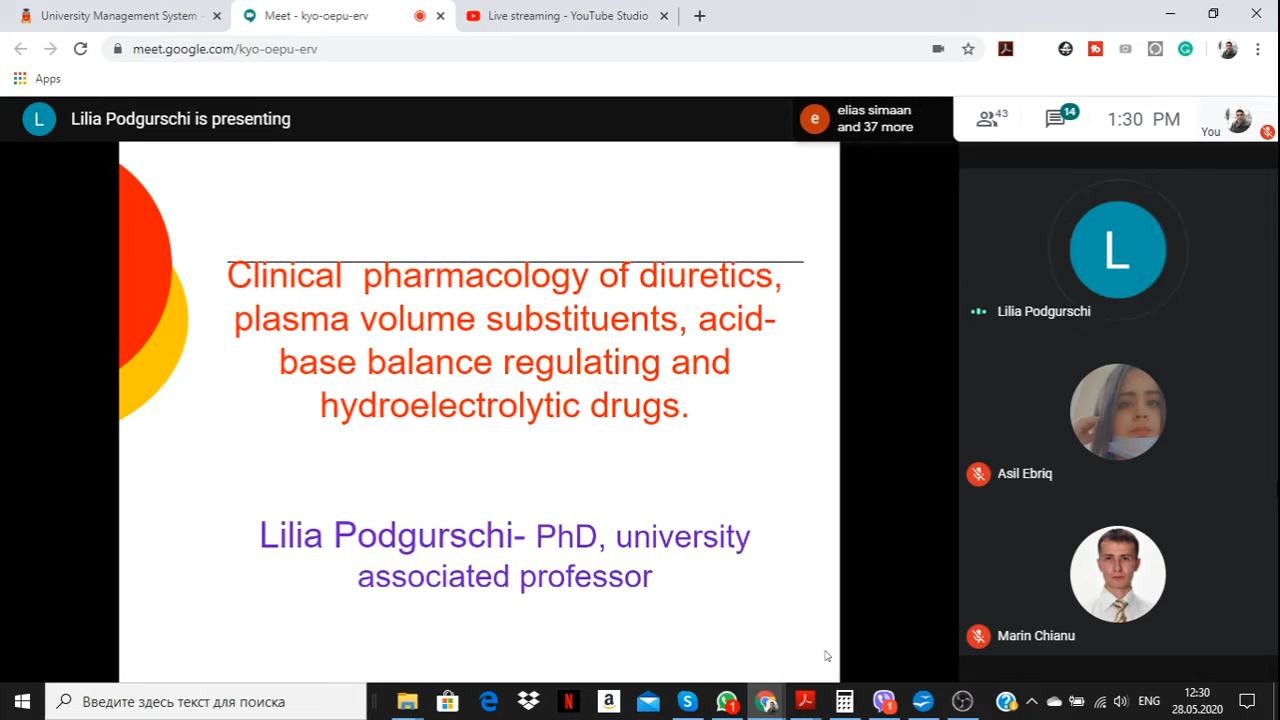 University Management System -
Meet - kyo-oepu-erv
Live streaming - YouTube Studio
meet.google.com/kyo-oepu-erv
Apps
L
Lilia Podgurschi is presenting
e
elias simaan
and 37 more
43
14
1:30 PM
You
Clinical pharmacology of diuretics,
plasma volume substituents, acid-
base balance regulating and
hydroelectrolytic drugs.
Lilia Podgurschi- PhD, university
associated professor
L
Lilia Podgurschi
Asil Ebriq
Marin Chianu
Введите здесь текст для поиска
ENG
12:30
28.05.2020